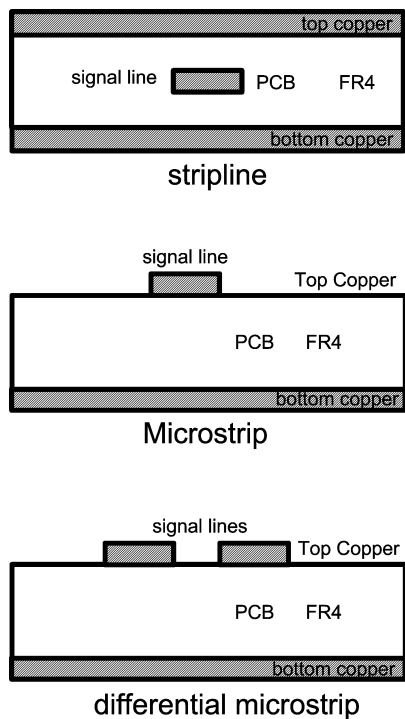 top copper
signal line PCB FR4
bottom copper
stripline
signal line
Top Copper
PCB FR4
bottom copper
Microstrip
signal lines
Top Copper
PCB FR4
bottom copper
differential microstrip